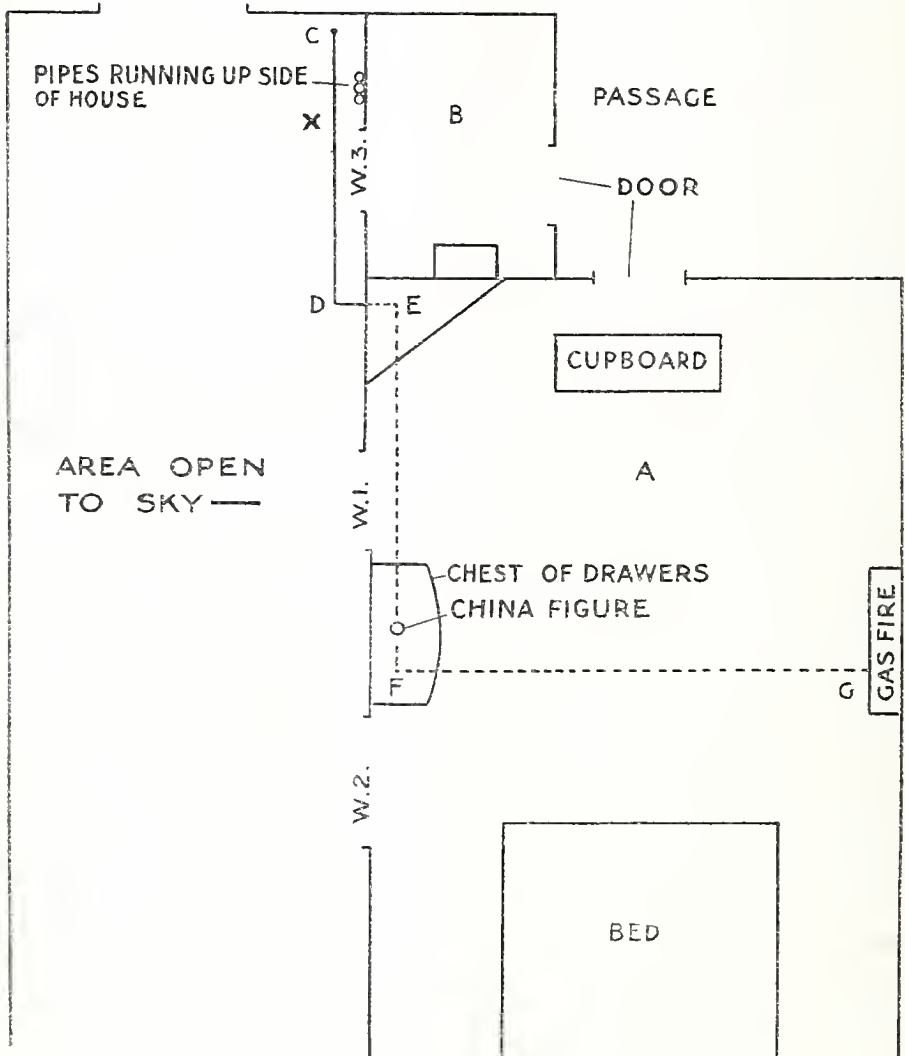 C
PIPES RUNNING UP SIDE
OF HOUSE
X
B
PASSAGE
W.3.
DOOR
D
E
CUPBOARD
AREA OPEN
TO SKY
A
W.1.
CHEST OF DRAWERS
CHINA FIGURE
F
G
GAS FIRE
W.2.
BED